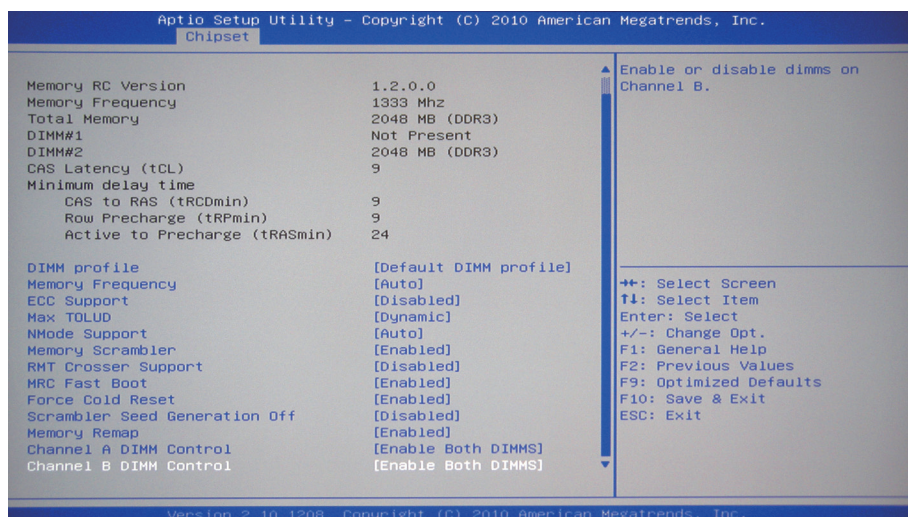 Aptio Setup Utility – Copyright (C) 2010 American Megatrends, Inc.
Chipset
Memory RC Version 1.2.0.0
Memory Frequency 1333 Mhz
Total Memory 2048 MB (DDR3)
DIMM#1 Not Present
DIMM#2 2048 MB (DDR3)
CAS Latency (tCL) 9
Minimum delay time
CAS to RAS (tRCDmin) 9
Row Precharge (tRPmin) 9
Active to Precharge (tRASmin) 24
DIMM profile [Default DIMM profile]
Memory Frequency [Auto]
ECC Support [Disabled]
Max TOLUD [Dynamic]
NMode Support [Auto]
Memory Scrambler [Enabled]
RMT Crosser Support [Disabled]
MRC Fast Boot [Enabled]
Force Cold Reset [Enabled]
Scrambler Seed Generation Off [Disabled]
Memory Remap [Enabled]
Channel A DIMM Control [Enable Both DIMMS]
Channel B DIMM Control [Enable Both DIMMS]
Enable or disable dimms on
Channel B.
→←: Select Screen
↑↓: Select Item
Enter: Select
+/-: Change Opt.
F1: General Help
F2: Previous Values
F9: Optimized Defaults
F10: Save & Exit
ESC: Exit
Version 2.10.1208. Copyright (C) 2010 American Megatrends, Inc.